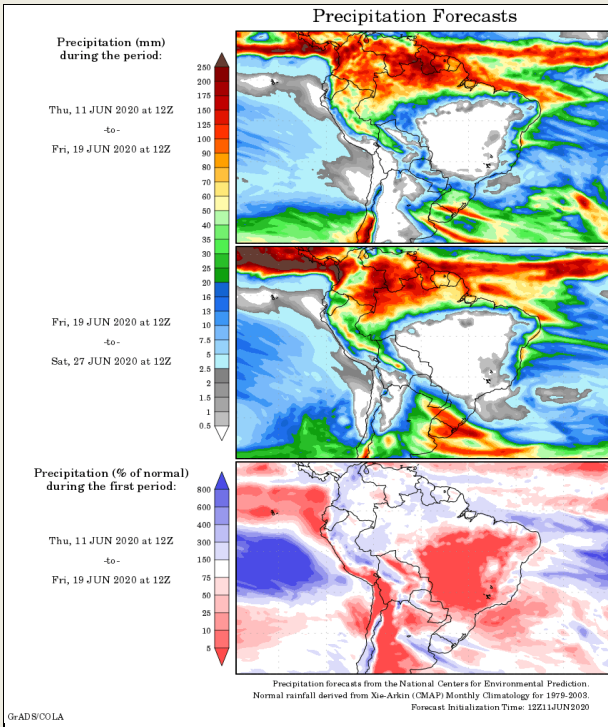 Precipitation Forecasts
Precipitation (mm)
during the period:
Thu, 11 JUN 2020 at 12Z
-to-
Fri, 19 JUN 2020 at 12Z
250
200
175
150
125
100
90
80
70
60
50
40
35
30
25
20
16
13
10
7.5
5
2.5
2
1.5
1
0.5
Fri, 19 JUN 2020 at 12Z
-to-
Sat, 27 JUN 2020 at 12Z
Precipitation (% of normal)
during the first period:
Thu, 11 JUN 2020 at 12Z
-to-
Fri, 19 JUN 2020 at 12Z
800
600
400
300
150
75
50
25
10
5
Precipitation forecasts from the National Centers for Environmental Prediction.
Normal rainfall derived from Xie-Arkin (CMAP) Monthly Climatology for 1979-2003.
Forecast Initialization Time: 12Z11JUN2020
GrADS/COLA